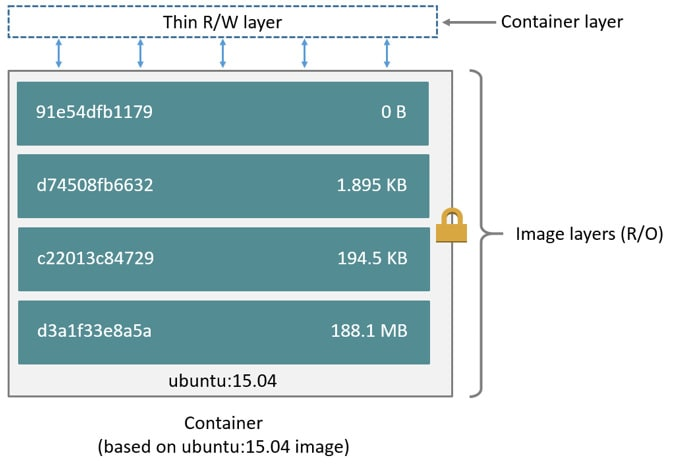 Thin R/W layer
Container layer
91e54dfb1179 0 B
d74508fb6632 1.895 KB
c22013c84729 194.5 KB
Image layers (R/O)
d3a1f33e8a5a 188.1 MB
ubuntu:15.04
Container
(based on ubuntu:15.04 image)